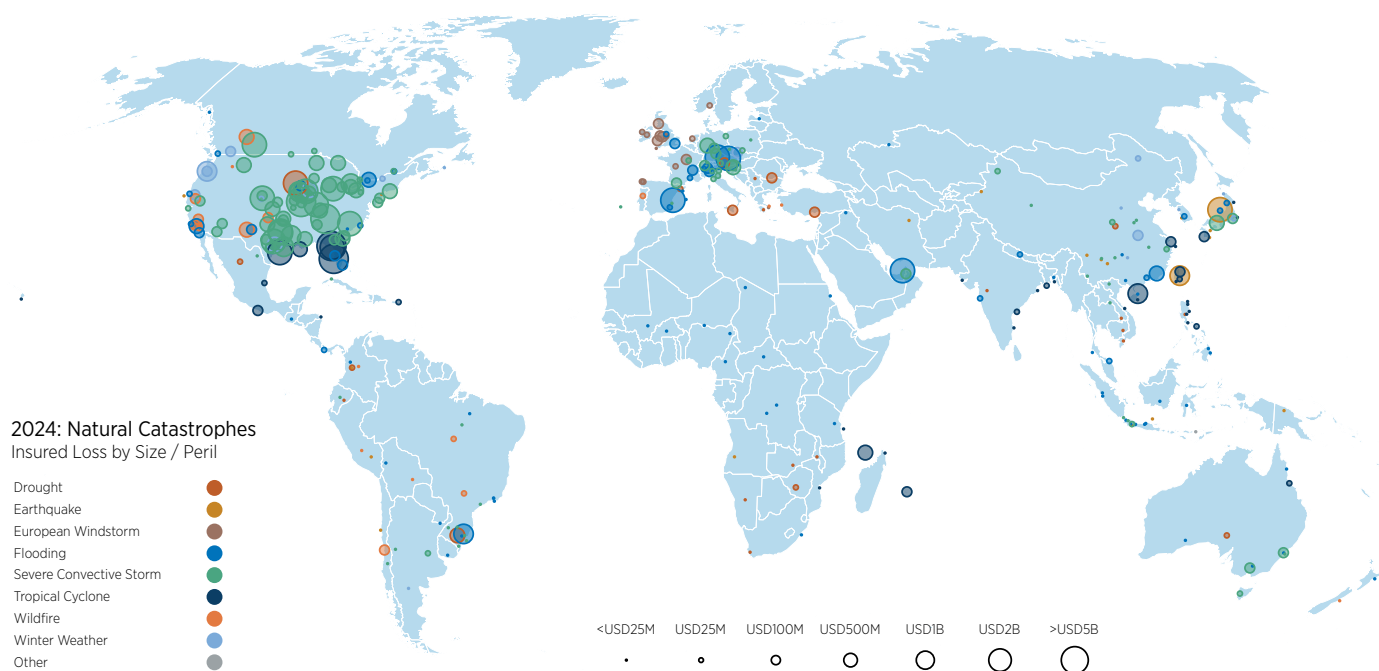 2024: Natural Catastrophes
Insured Loss by Size / Peril
Drought
Earthquake
European Windstorm
Flooding
Severe Convective Storm
Tropical Cyclone
Wildfire
Winter Weather
Other
<USD25M USD25M USD100M USD500M USD1B USD2B >USD5B